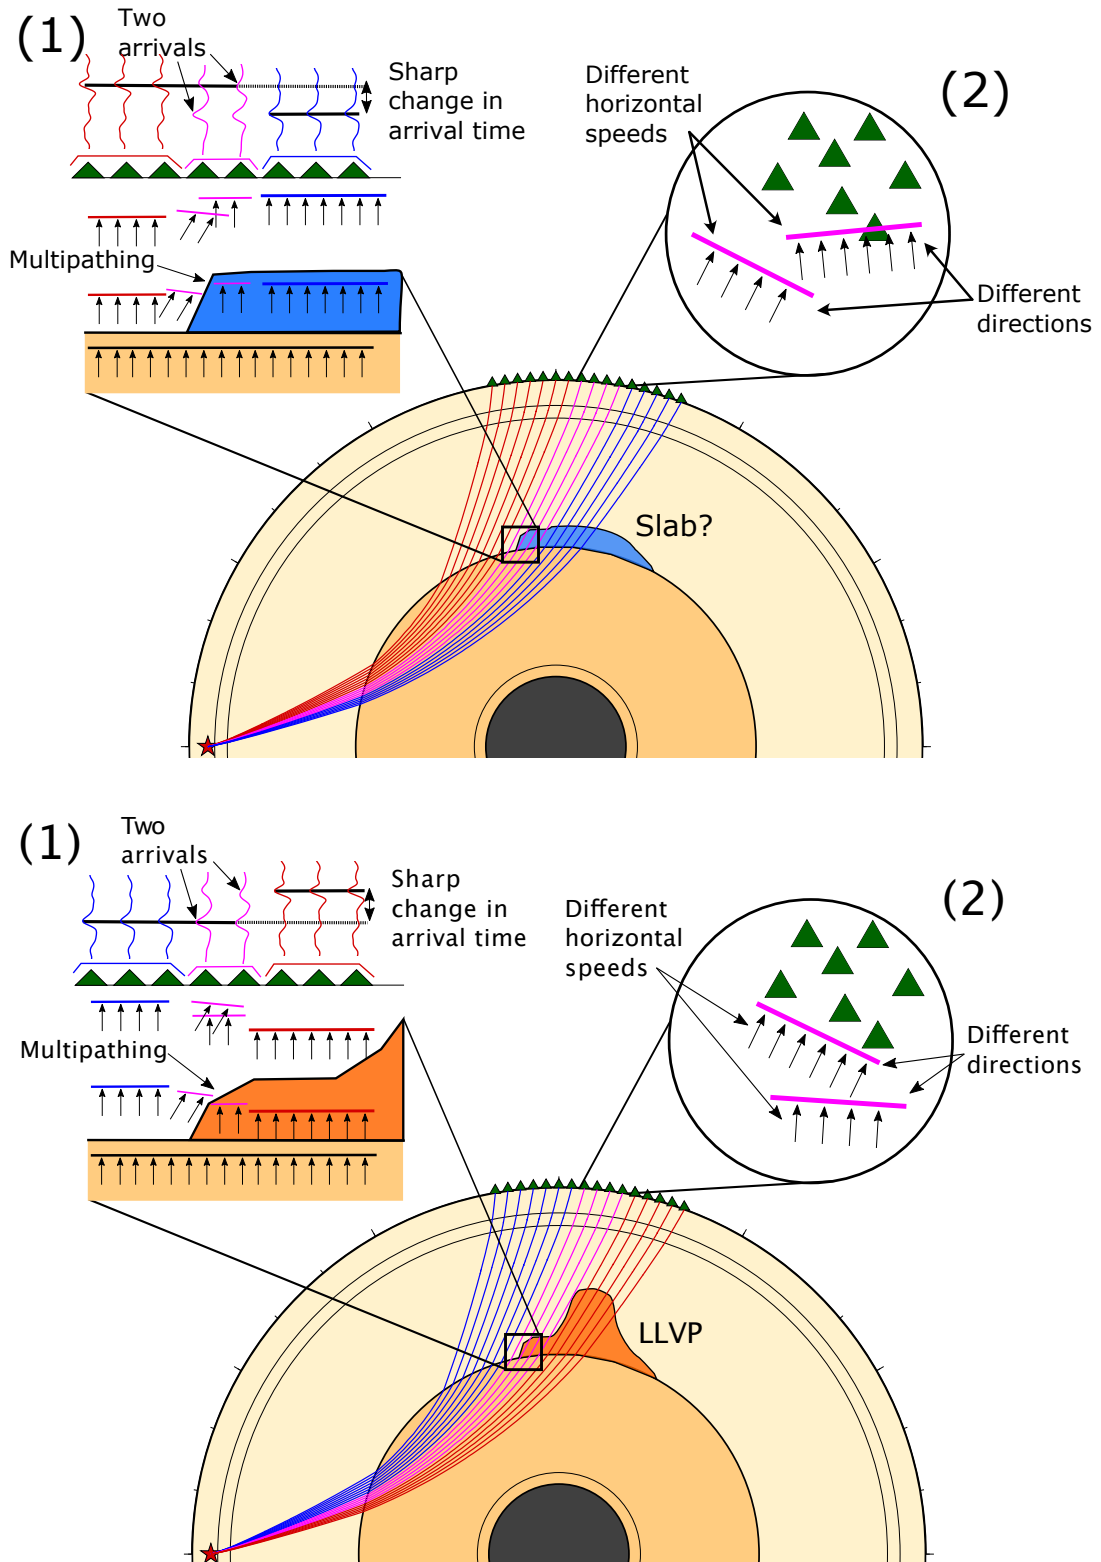 (1)
Two
arrivals
Sharp
change in
arrival time
Multipathing
Different
horizontal
speeds
(2)
Different
directions
Slab?
(1)
Two
arrivals
Sharp
change in
arrival time
Multipathing
Different
horizontal
speeds
(2)
Different
directions
LLVP